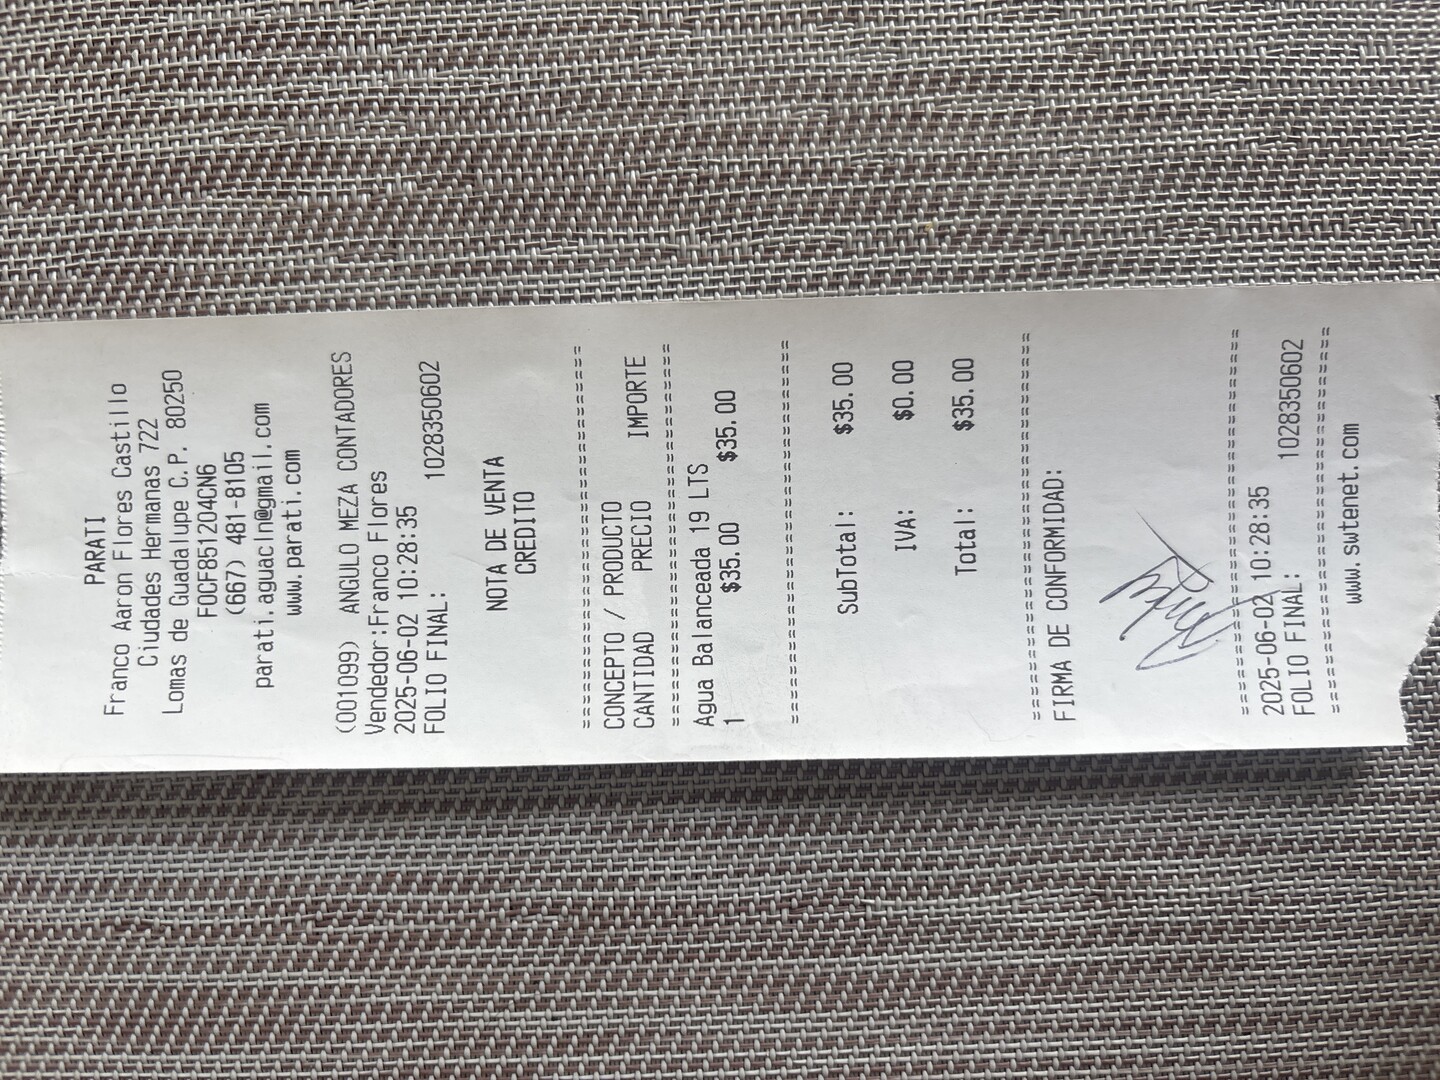 PARATI
Franco Aaron Flores Castillo
Ciudades Hermanas 722
Lomas de Guadalupe C.P. 80250
FOCF851204CN6
(667) 481-8105
parati.aguacln@gmail.com
www.parati.com
(001099) ANGULO MEZA CONTADORES
Vendedor:Franco Flores
2025-06-02 10:28:35
FOLIO FINAL: 1028350602
NOTA DE VENTA
CREDITO
==============================
CONCEPTO / PRODUCTO
CANTIDAD PRECIO IMPORTE
==============================
Agua Balanceada 19 LTS
1 $35.00 $35.00
==============================
SubTotal: $35.00
IVA: $0.00
Total: $35.00
==============================
FIRMA DE CONFORMIDAD:
==============================
2025-06-02 10:28:35
FOLIO FINAL: 1028350602
==============================
www.swtenet.com